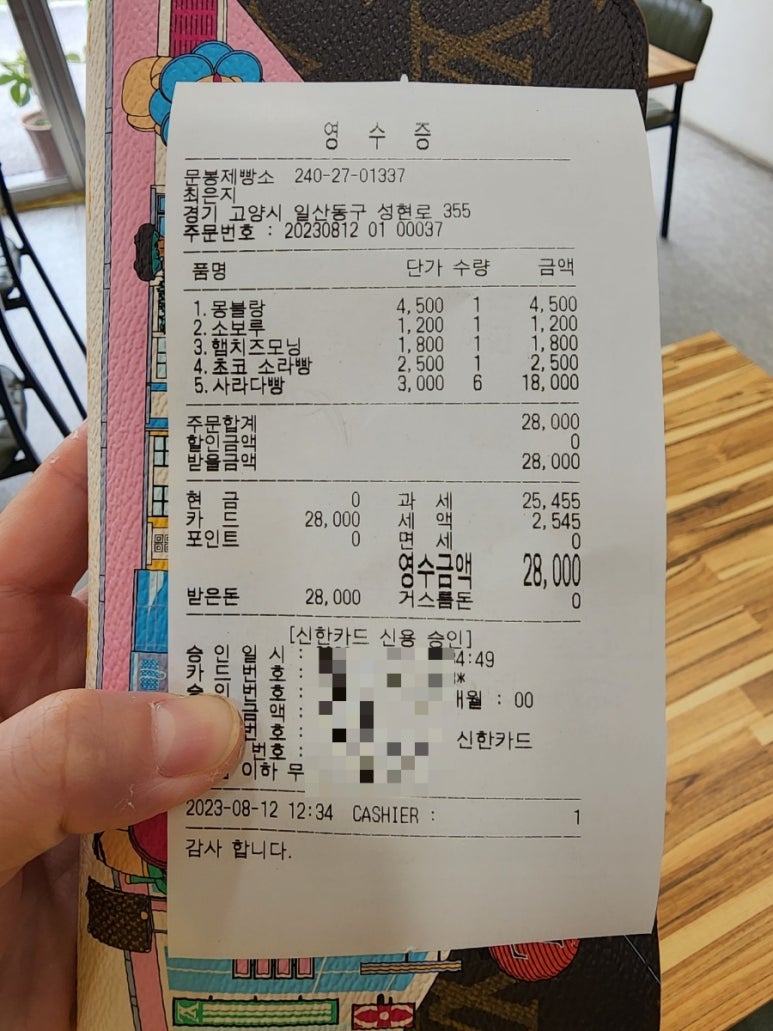 영 수 증
문봉제빵소 240-27-01337
최은지
경기 고양시 일산동구 성현로 355
주문번호 : 20230812 01 00037
품명 단가 수량 금액
1.몽블랑 4,500 1 4,500
2.소보루 1,200 1 1,200
3.햄치즈모닝 1,800 1 1,800
4.초코 소라빵 2,500 1 2,500
5.사라다빵 3,000 6 18,000
주문합계 28,000
할인금액 0
받을금액 28,000
현 금 0 과 세 25,455
카 드 28,000 세 액 2,545
포인트 0 면 세 0
영수금액 28,000
받은돈 28,000 거스름돈 0
[신한카드 신용 승인]
승 인 일 시 : 4:49
카 드 번 호 : *
승 인 번 호 : 개월 : 00
금 액 :
번 호 : 신한카드
번호 :
이하 무
2023-08-12 12:34 CASHIER : 1
감사 합니다.